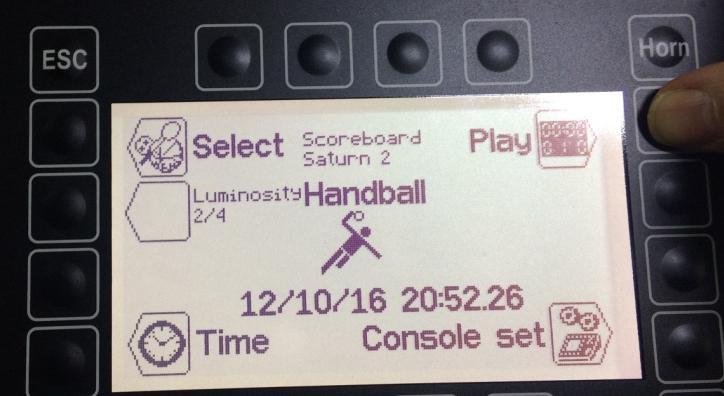 ESC
Horn
Select
Scoreboard
Saturn 2
Play
Luminosity
2/4
Handball
12/10/16 20:52.26
Time
Console set